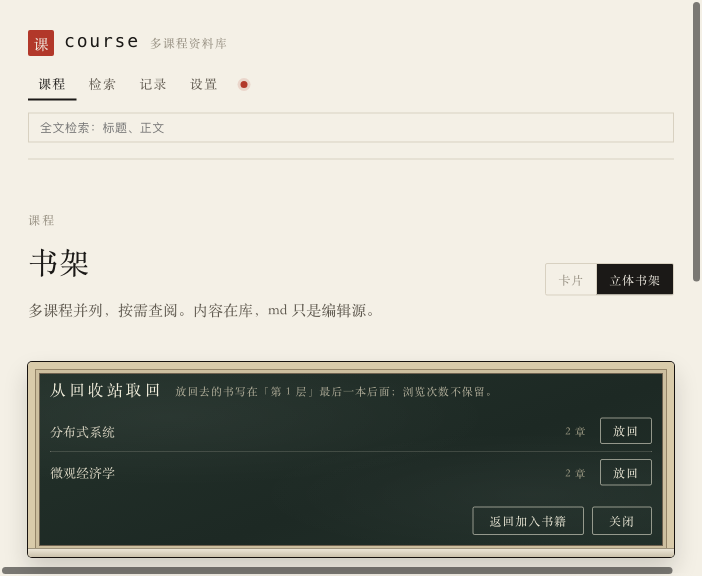 课 course 多课程资料库
课程 检索 记录 设置
全文检索：标题、正文
课程
书架
卡片 立体书架
多课程并列，按需查阅。内容在库，md 只是编辑源。
从回收站取回 放回去的书写在「第 1 层」最后一本后面；浏览次数不保留。
分布式系统 2 章 放回
微观经济学 2 章 放回
返回加入书籍 关闭